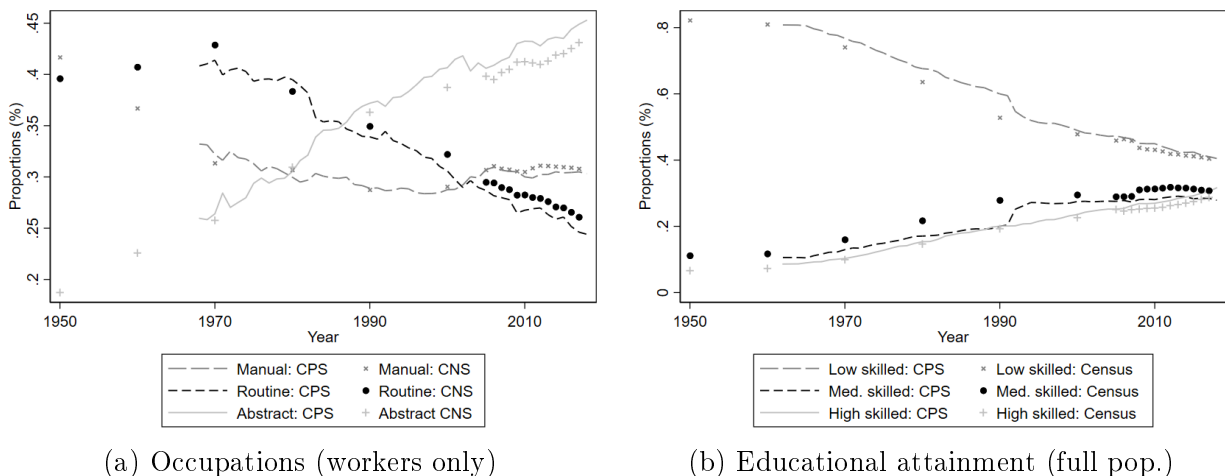 .45
.4
.35
.3
.25
.2
Proportions (%)
1950
1970
1990
2010
Year
Manual: CPS
Manual: CNS
Routine: CPS
Routine: CNS
Abstract: CPS
Abstract CNS
(a) Occupations (workers only)
.8
.6
.4
.2
0
Proportions (%)
1950
1970
1990
2010
Year
Low skilled: CPS
Low skilled: Census
Med. skilled: CPS
Med. skilled: Census
High skilled: CPS
High skilled: Census
(b) Educational attainment (full pop.)